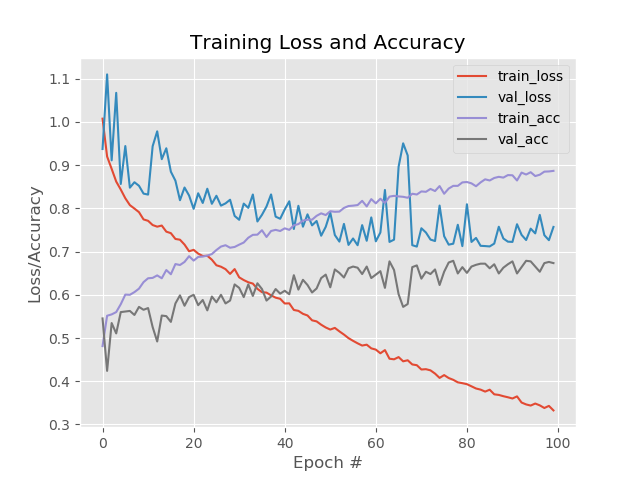 Training Loss and Accuracy
train_loss
val_loss
train_acc
val_acc
1.1
1.0
0.9
0.8
0.7
0.6
0.5
0.4
0.3
Loss/Accuracy
0 20 40 60 80 100
Epoch #